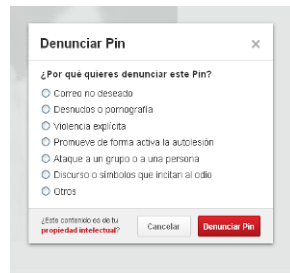 Denunciar Pin
¿Por qué quieres denunciar este Pin?
Correo no deseado
Desnudos o pornografía
Violencia explícita
Promueve de forma activa la autolesión
Ataque a un grupo o a una persona
Discurso o símbolos que incitan al odio
Otros
¿Este contenido es de tu
propiedad intelectual?
Cancelar
Denunciar Pin